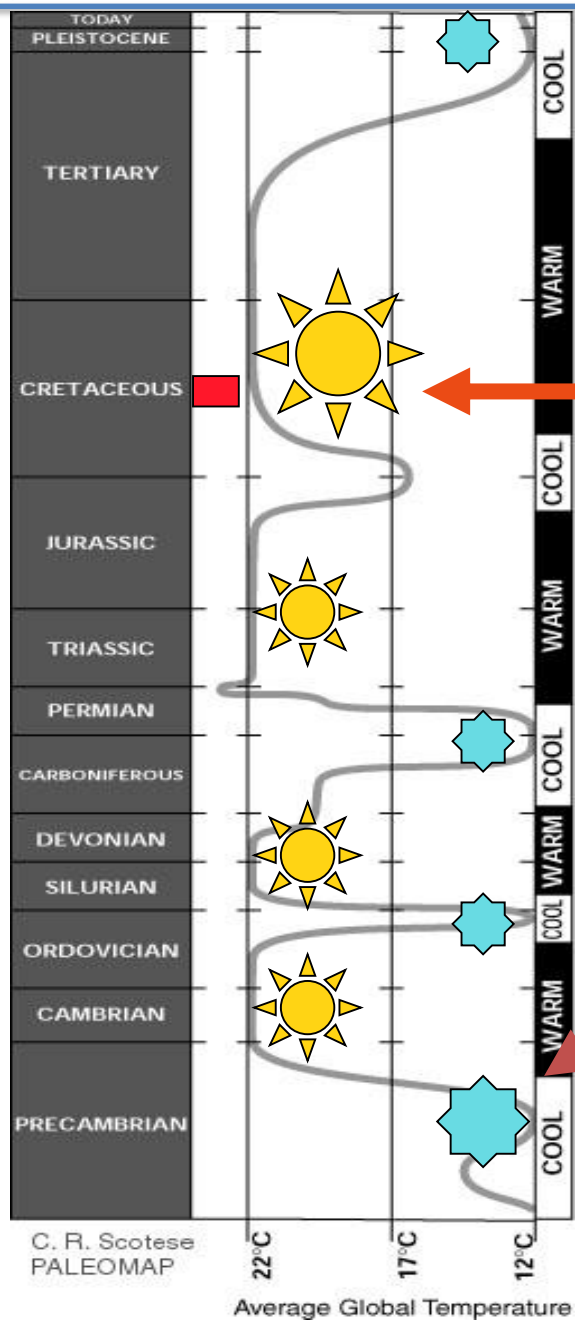 TODAY
PLEISTOCENE
TERTIARY
CRETACEOUS
JURASSIC
TRIASSIC
PERMIAN
CARBONIFEROUS
DEVONIAN
SILURIAN
ORDOVICIAN
CAMBRIAN
PRECAMBRIAN
COOL
WARM
COOL
WARM
COOL
WARM
COOL
WARM
COOL
C. R. Scotese
PALEOMAP
22°C
17°C
12°C
Average Global Temperature